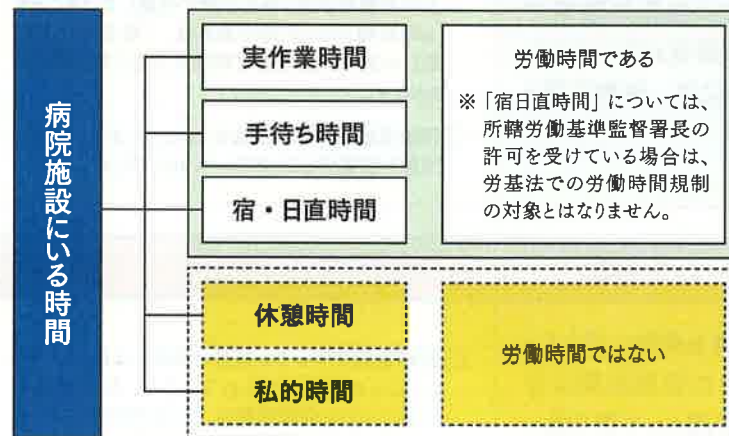 病院施設にいる時間
実作業時間
手待ち時間
宿・日直時間
労働時間である
※「宿日直時間」については、
所轄労働基準監督署長の
許可を受けている場合は、
労基法での労働時間規制
の対象とはなりません。
休憩時間
私的時間
労働時間ではない